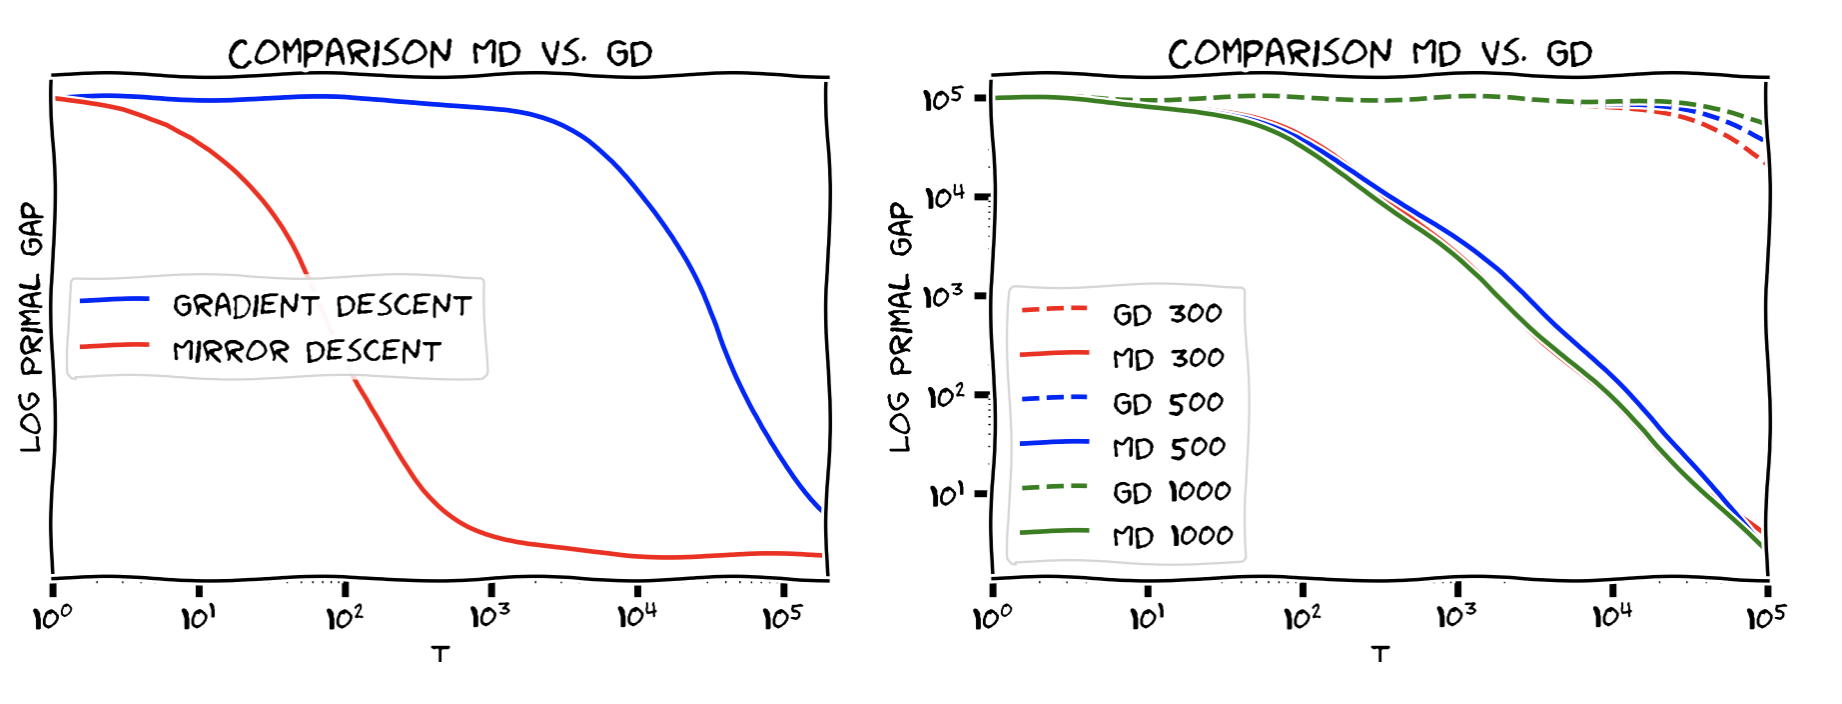 COMPARISON MD VS. GD
LOG PRIMAL GAP
GRADIENT DESCENT
MIRROR DESCENT
10⁰ 10¹ 10² 10³ 10⁴ 10⁵
T
COMPARISON MD VS. GD
LOG PRIMAL GAP
10⁵
10⁴
10³
10²
10¹
GD 300
MD 300
GD 500
MD 500
GD 1000
MD 1000
10⁰ 10¹ 10² 10³ 10⁴ 10⁵
T